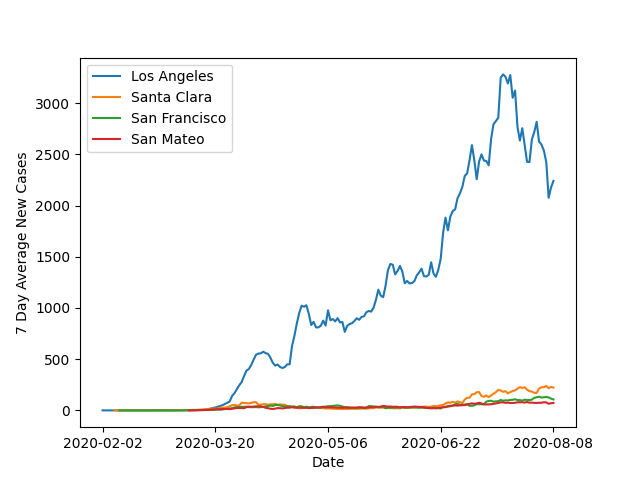 Los Angeles
Santa Clara
San Francisco
San Mateo
7 Day Average New Cases
3000
2500
2000
1500
1000
500
0
2020-02-02 2020-03-20 2020-05-06 2020-06-22 2020-08-08
Date